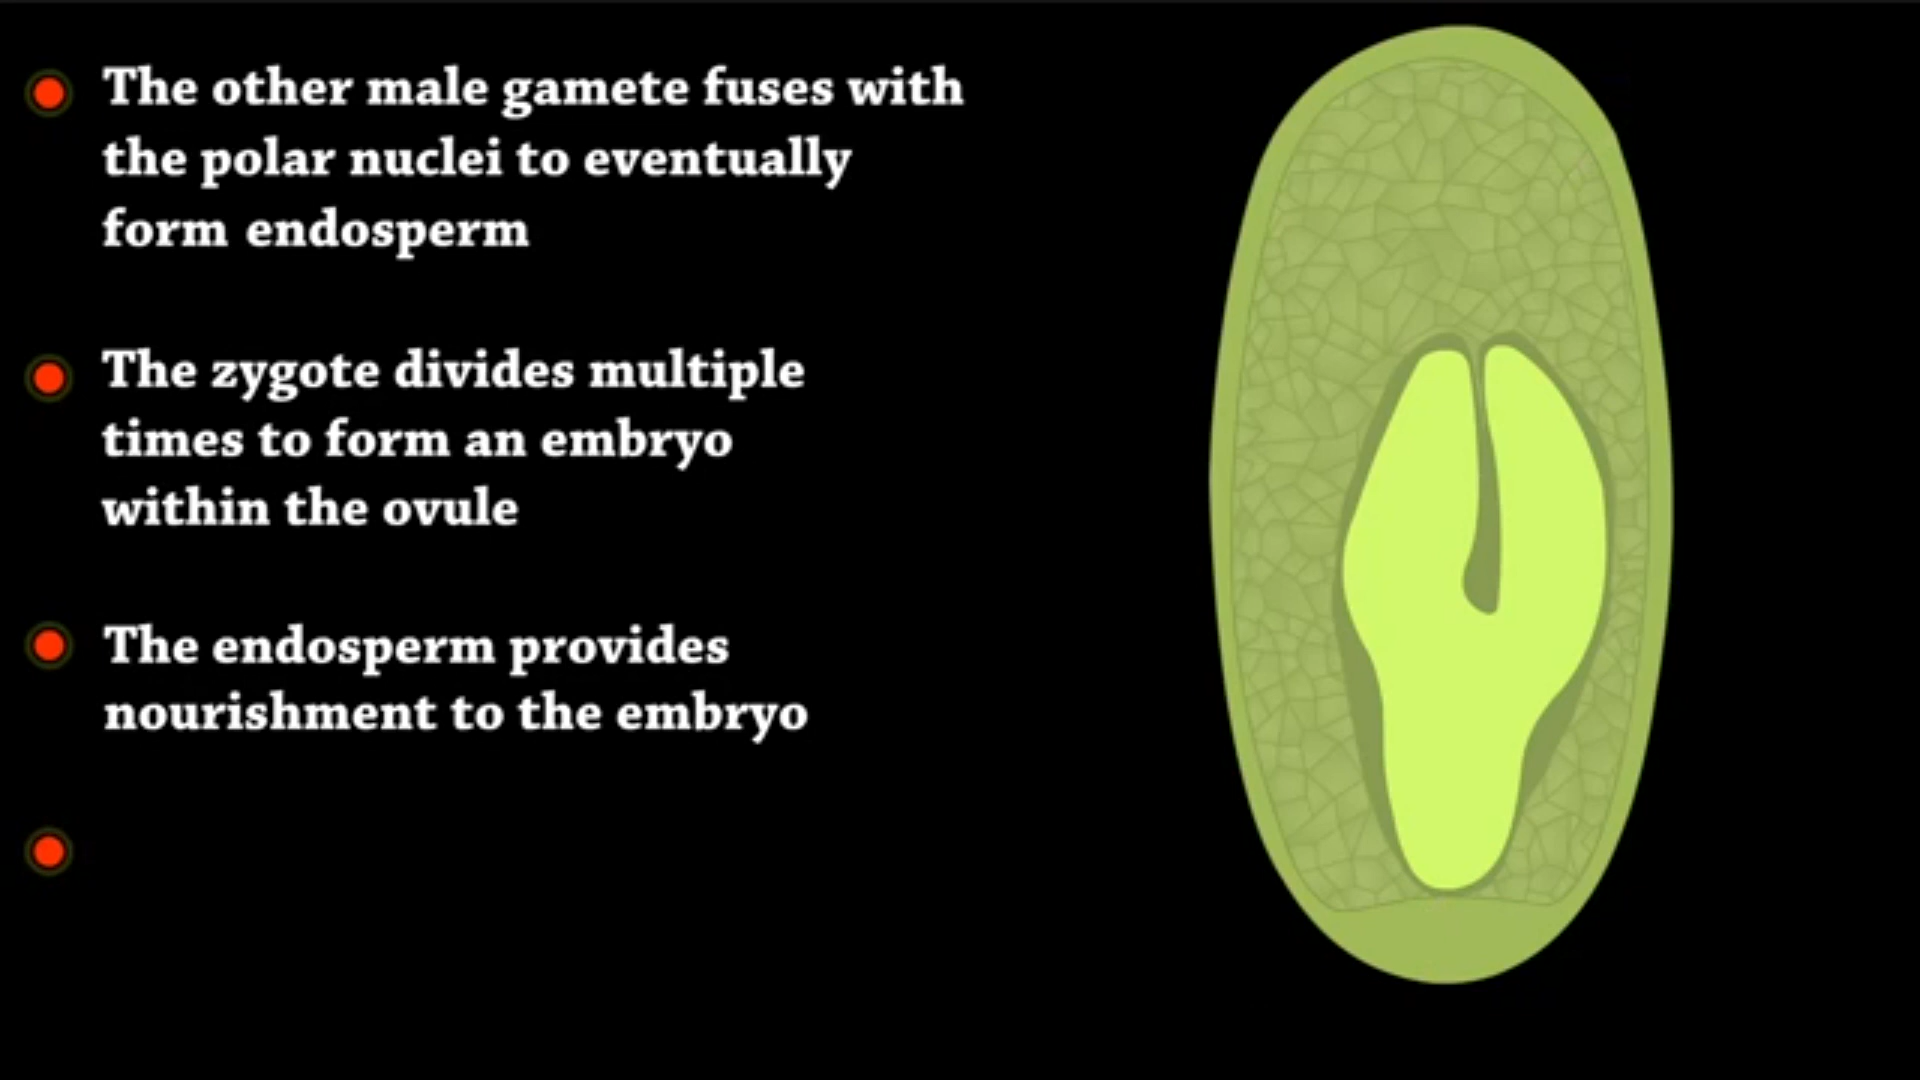 The other male gamete fuses with
the polar nuclei to eventually
form endosperm
The zygote divides multiple
times to form an embryo
within the ovule
The endosperm provides
nourishment to the embryo